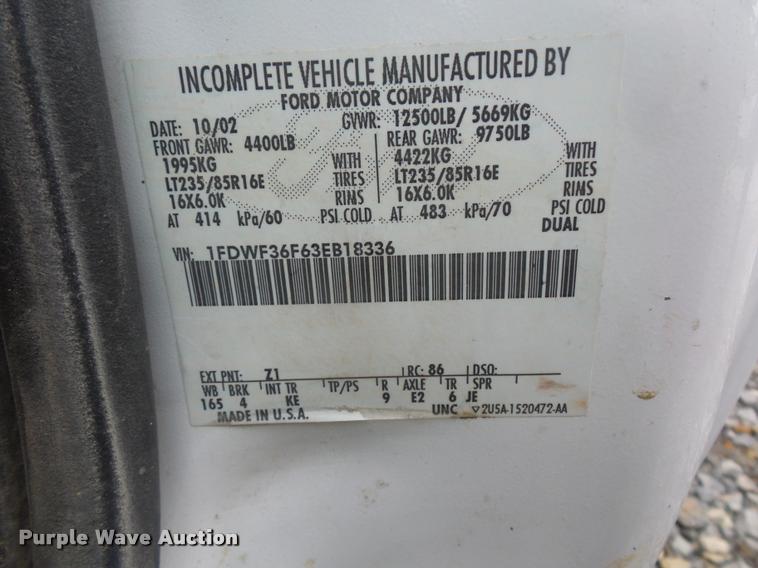 INCOMPLETE VEHICLE MANUFACTURED BY
FORD MOTOR COMPANY
DATE: 10/02 GVWR: 12500LB/ 5669KG
FRONT GAWR: 4400LB REAR GAWR: 9750LB
1995KG WITH 4422KG WITH
LT235/85R16E TIRES LT235/85R16E TIRES
16X6.0K RIMS 16X6.0K RIMS
AT 414 kPa/60 PSI COLD AT 483 kPa/70 PSI COLD
DUAL
VIN: 1FDWF36F63EB18336
EXT PNT: Z1 RC: 86 DSO:
WB BRK INT TR TP/PS R AXLE TR SPR
165 4 KE 9 E2 6 JE
MADE IN U.S.A. UNC ▽2U5A-1520472-AA
Purple Wave Auction